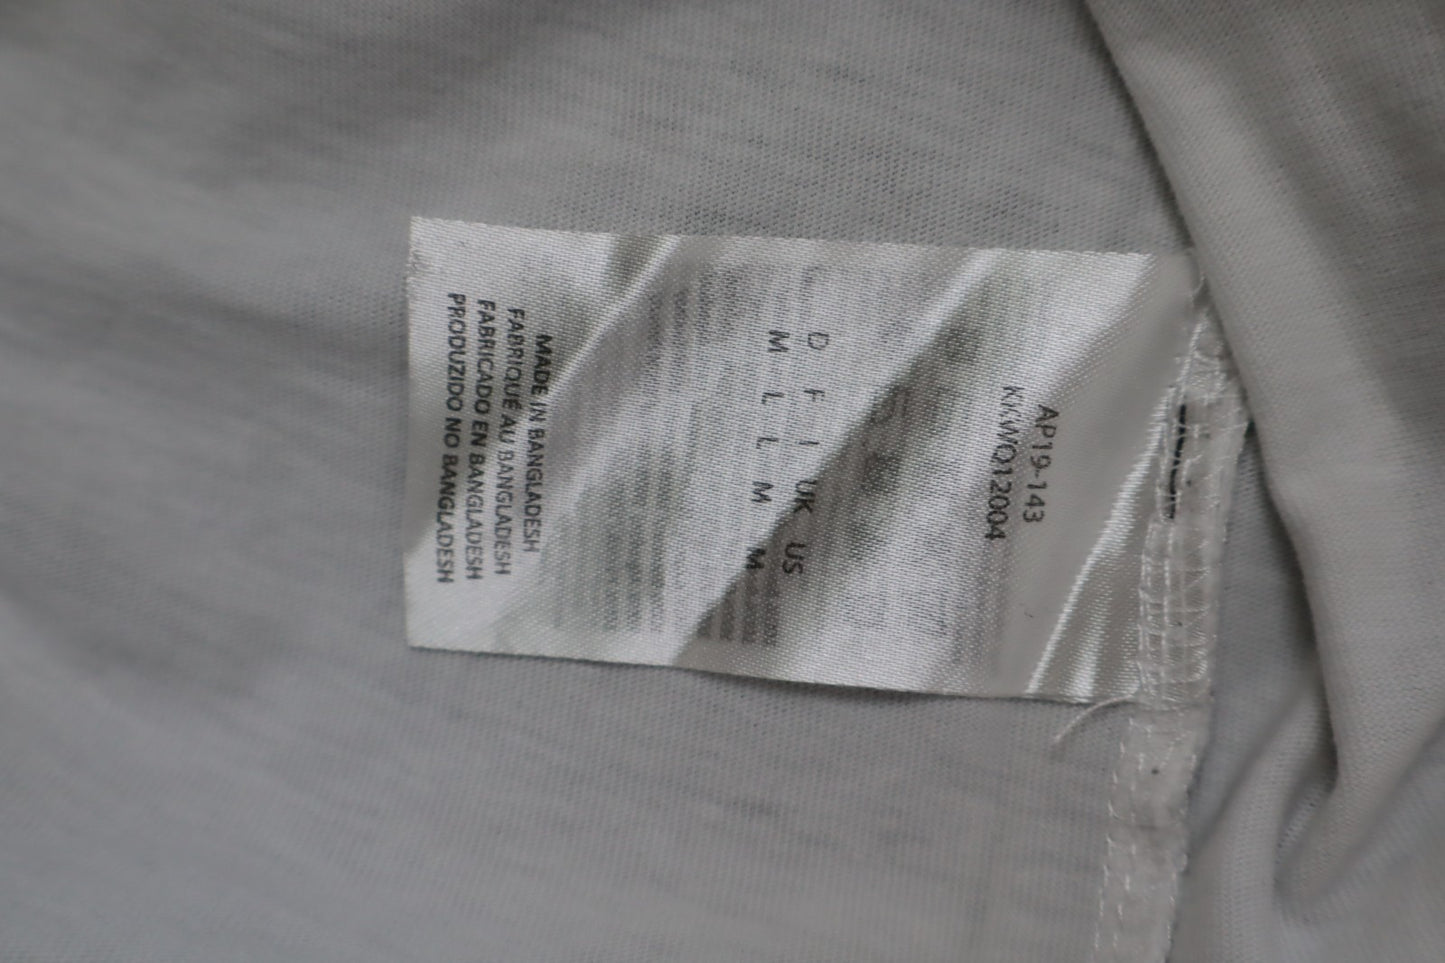 AP19-143
KKWQ12004
D F I UK US
M L L M M
MADE IN BANGLADESH
FABRIQUÉ AU BANGLADESH
FABRICADO EN BANGLADESH
PRODUZIDO NO BANGLADESH